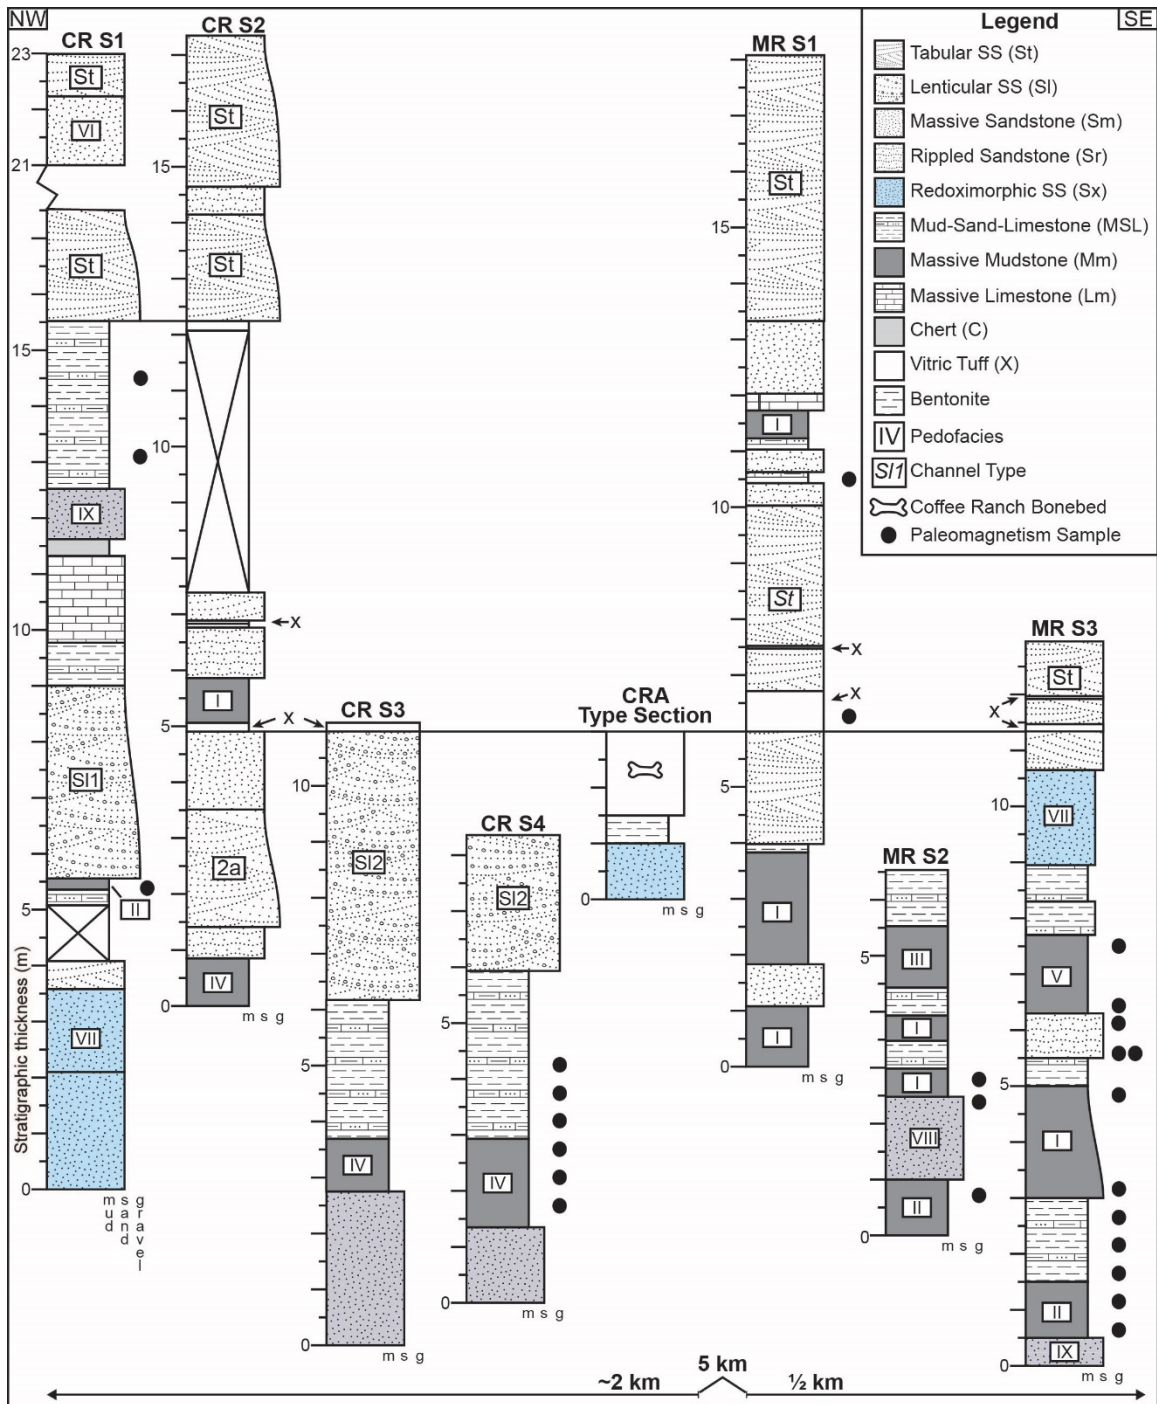 NW
SE
Legend
Tabular SS (St)
Lenticular SS (Sl)
Massive Sandstone (Sm)
Rippled Sandstone (Sr)
Redoximorphic SS (Sx)
Mud-Sand-Limestone (MSL)
Massive Mudstone (Mm)
Massive Limestone (Lm)
Chert (C)
Vitric Tuff (X)
Bentonite
IV Pedofacies
Sl1 Channel Type
Coffee Ranch Bonebed
Paleomagnetism Sample
Stratigraphic thickness (m)
CR S1
23
St
VI
21
St
15
IX
10
Sl1
5
II
VII
0
mud sand gravel
CR S2
St
15
St
10
X
I
5
X
2a
IV
0
m s g
CR S3
10
Sl2
5
IV
0
m s g
CR S4
Sl2
5
IV
0
m s g
CRA
Type Section
0
m s g
MR S1
St
15
I
10
St
X
X
5
I
I
0
m s g
MR S2
III
5
I
I
VIII
II
0
m s g
MR S3
St
X
10
VII
V
5
I
II
IX
0
m s g
~2 km
5 km
½ km